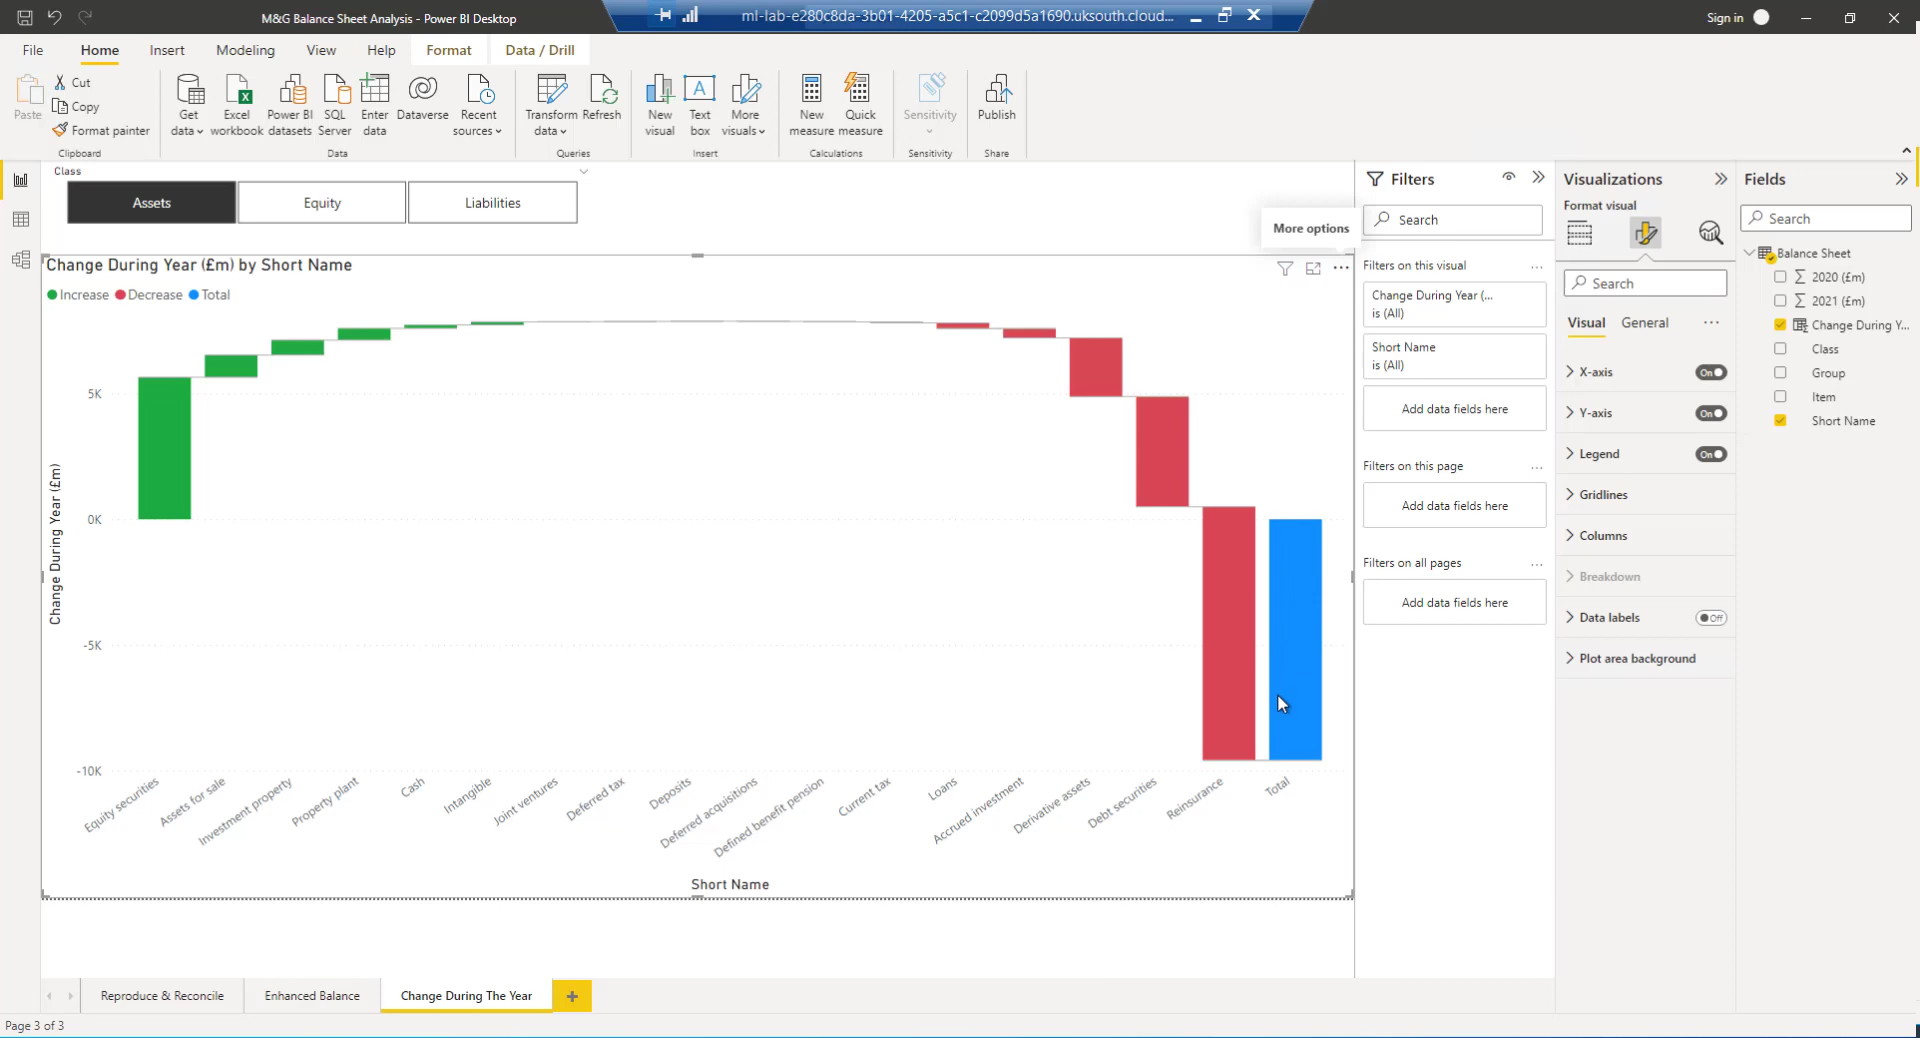 M&G Balance Sheet Analysis - Power BI Desktop
ml-lab-e280c8da-3b01-4205-a5c1-c2099d5a1690.uksouth.cloud...
Sign in
File
Home
Insert
Modeling
View
Help
Format
Data / Drill
Paste
Cut
Copy
Format painter
Clipboard
Get data
Excel workbook
Power BI datasets
SQL Server
Enter data
Dataverse
Recent sources
Data
Transform data
Refresh
Queries
New visual
Text box
More visuals
Insert
New measure
Quick measure
Calculations
Sensitivity
Sensitivity
Publish
Share
Class
Assets
Equity
Liabilities
More options
Change During Year (£m) by Short Name
Increase
Decrease
Total
Change During Year (£m)
5K
0K
-5K
-10K
Equity securities
Assets for sale
Investment property
Property plant
Cash
Intangible
Joint ventures
Deferred tax
Deposits
Deferred acquisitions
Defined benefit pension
Current tax
Loans
Accrued investment
Derivative assets
Debt securities
Reinsurance
Total
Short Name
Filters
Search
Filters on this visual
...
Change During Year (...
is (All)
Short Name
is (All)
Add data fields here
Filters on this page
...
Add data fields here
Filters on all pages
...
Add data fields here
Visualizations
Format visual
Search
Visual
General
...
X-axis
On
Y-axis
On
Legend
On
Gridlines
Columns
Breakdown
Data labels
Off
Plot area background
Fields
Search
Balance Sheet
∑ 2020 (£m)
∑ 2021 (£m)
Change During Y...
Class
Group
Item
Short Name
Reproduce & Reconcile
Enhanced Balance
Change During The Year
+
Page 3 of 3